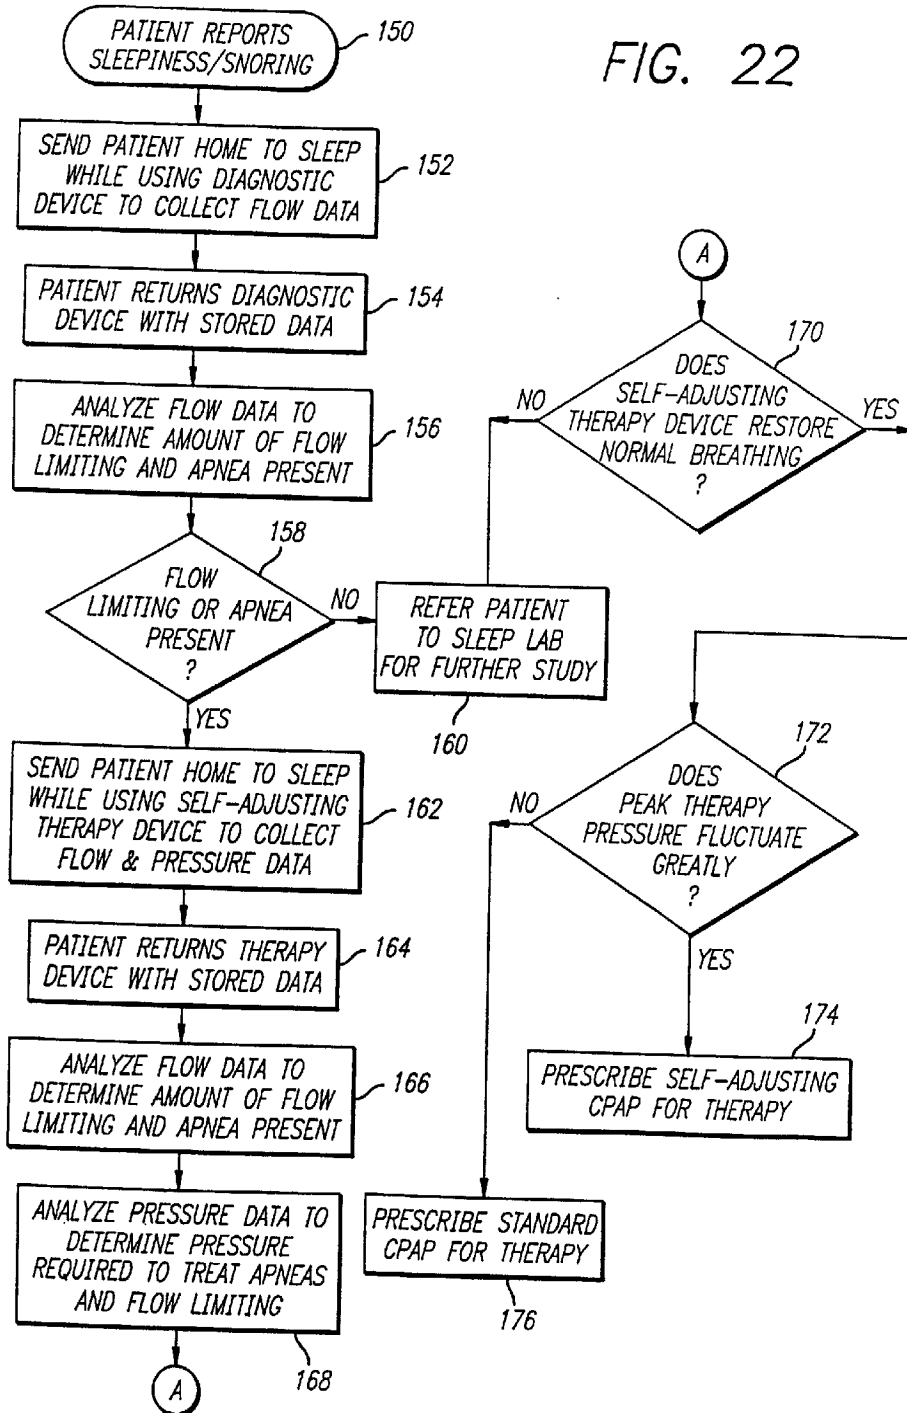 FIG. 22
PATIENT REPORTS
SLEEPINESS/SNORING
150
SEND PATIENT HOME TO SLEEP
WHILE USING DIAGNOSTIC
DEVICE TO COLLECT FLOW DATA
152
PATIENT RETURNS DIAGNOSTIC
DEVICE WITH STORED DATA
154
ANALYZE FLOW DATA TO
DETERMINE AMOUNT OF FLOW
LIMITING AND APNEA PRESENT
156
FLOW
LIMITING OR APNEA
PRESENT
?
158
NO
YES
REFER PATIENT
TO SLEEP LAB
FOR FURTHER STUDY
160
SEND PATIENT HOME TO SLEEP
WHILE USING SELF-ADJUSTING
THERAPY DEVICE TO COLLECT
FLOW & PRESSURE DATA
162
PATIENT RETURNS THERAPY
DEVICE WITH STORED DATA
164
ANALYZE FLOW DATA TO
DETERMINE AMOUNT OF FLOW
LIMITING AND APNEA PRESENT
166
ANALYZE PRESSURE DATA TO
DETERMINE PRESSURE
REQUIRED TO TREAT APNEAS
AND FLOW LIMITING
168
A
A
DOES
SELF-ADJUSTING
THERAPY DEVICE RESTORE
NORMAL BREATHING
?
170
NO
YES
DOES
PEAK THERAPY
PRESSURE FLUCTUATE
GREATLY
?
172
NO
YES
PRESCRIBE SELF-ADJUSTING
CPAP FOR THERAPY
174
PRESCRIBE STANDARD
CPAP FOR THERAPY
176